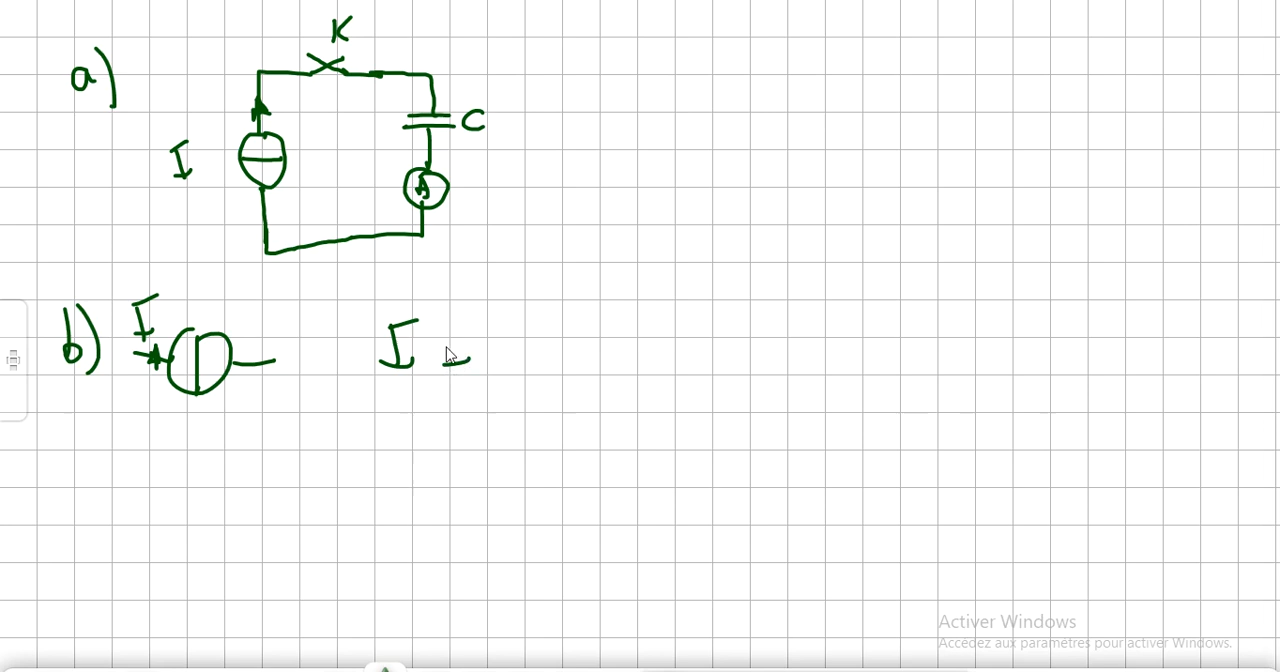 K
a)
C
I
A
b) I
I
Activer Windows
Accédez aux paramètres pour activer Windows.